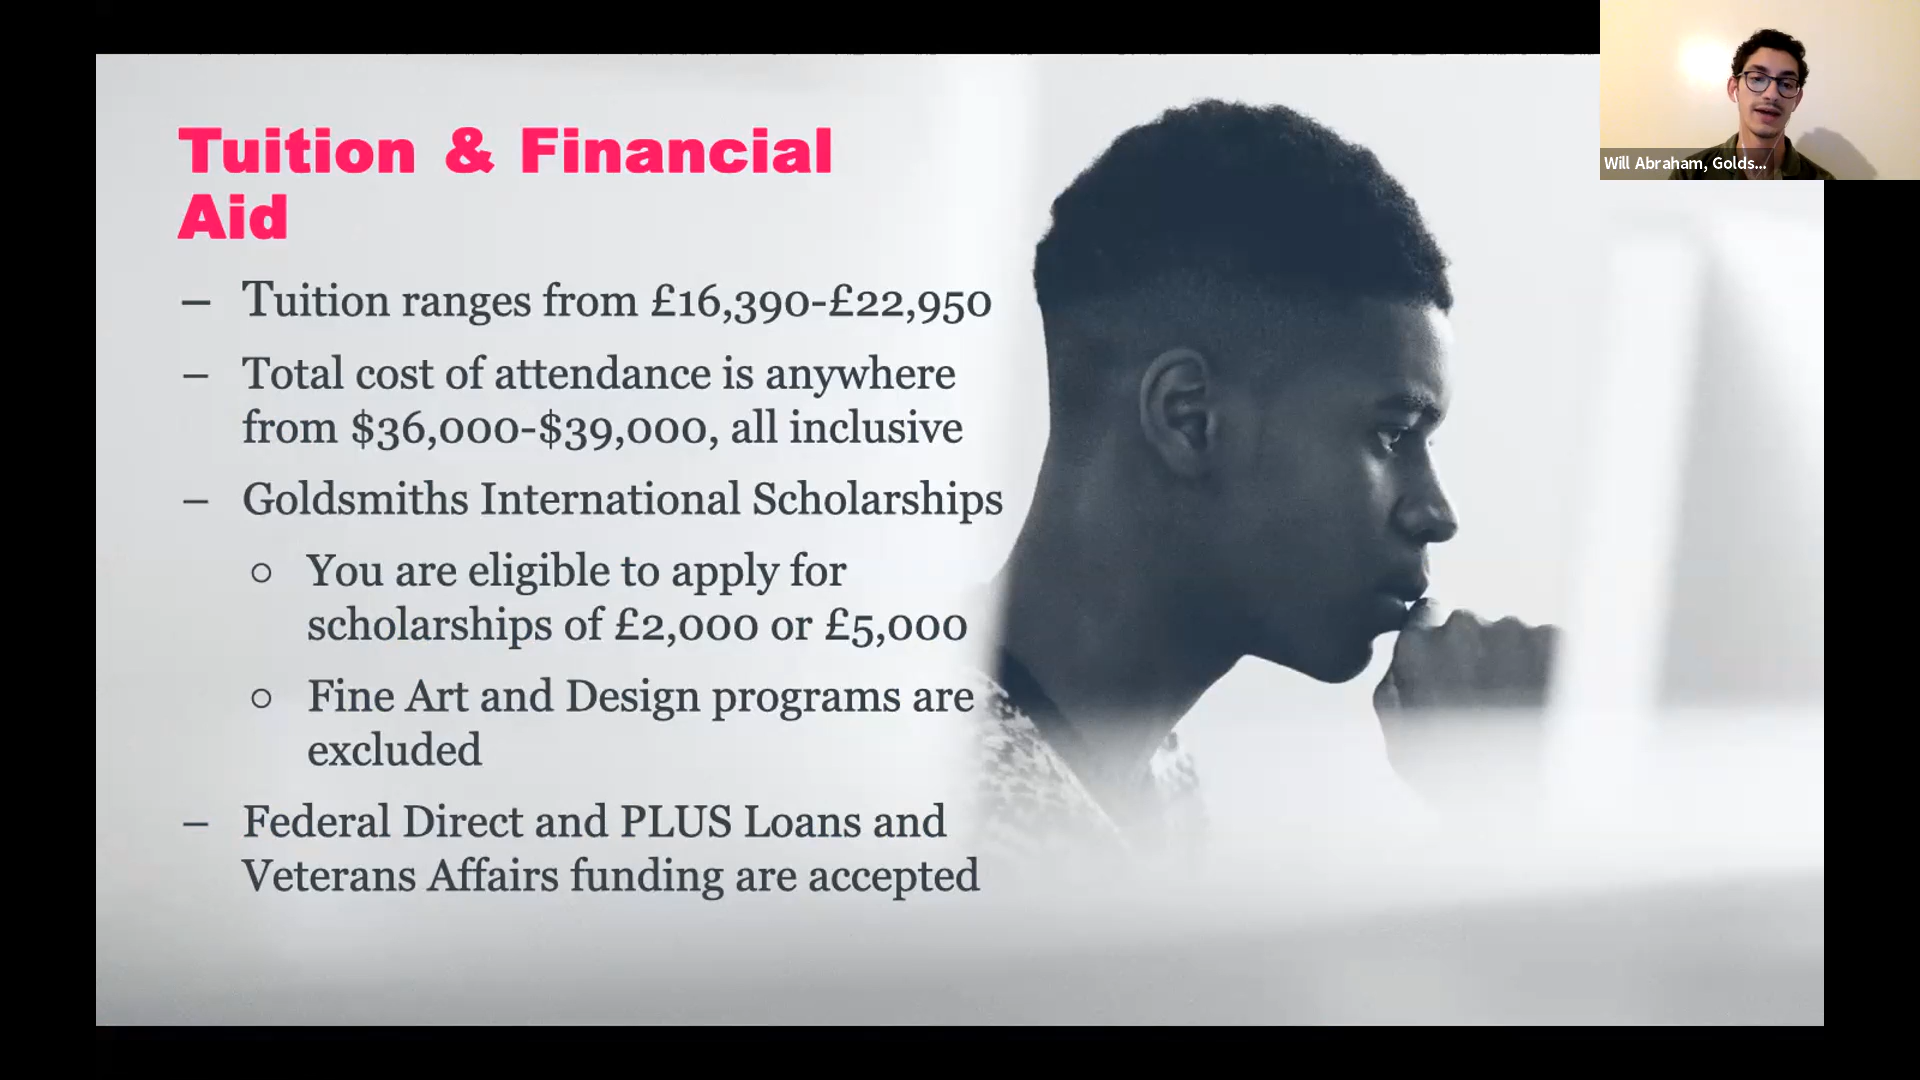 Tuition & Financial
Aid
– Tuition ranges from £16,390-£22,950
– Total cost of attendance is anywhere
from $36,000-$39,000, all inclusive
– Goldsmiths International Scholarships
○ You are eligible to apply for
scholarships of £2,000 or £5,000
○ Fine Art and Design programs are
excluded
– Federal Direct and PLUS Loans and
Veterans Affairs funding are accepted
Will Abraham, Golds...